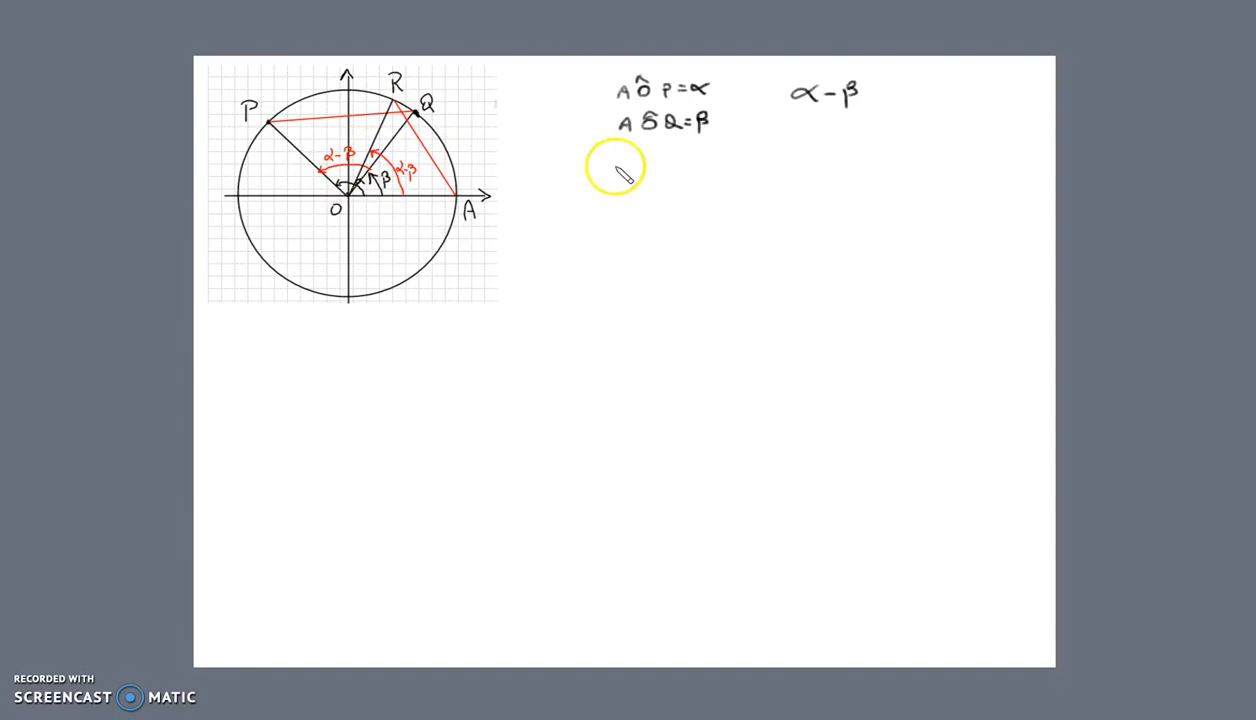 R
Q
P
α-β
α-β
α
β
O
A
AÔP=α
α-β
AÔQ=β
RECORDED WITH
SCREENCAST MATIC